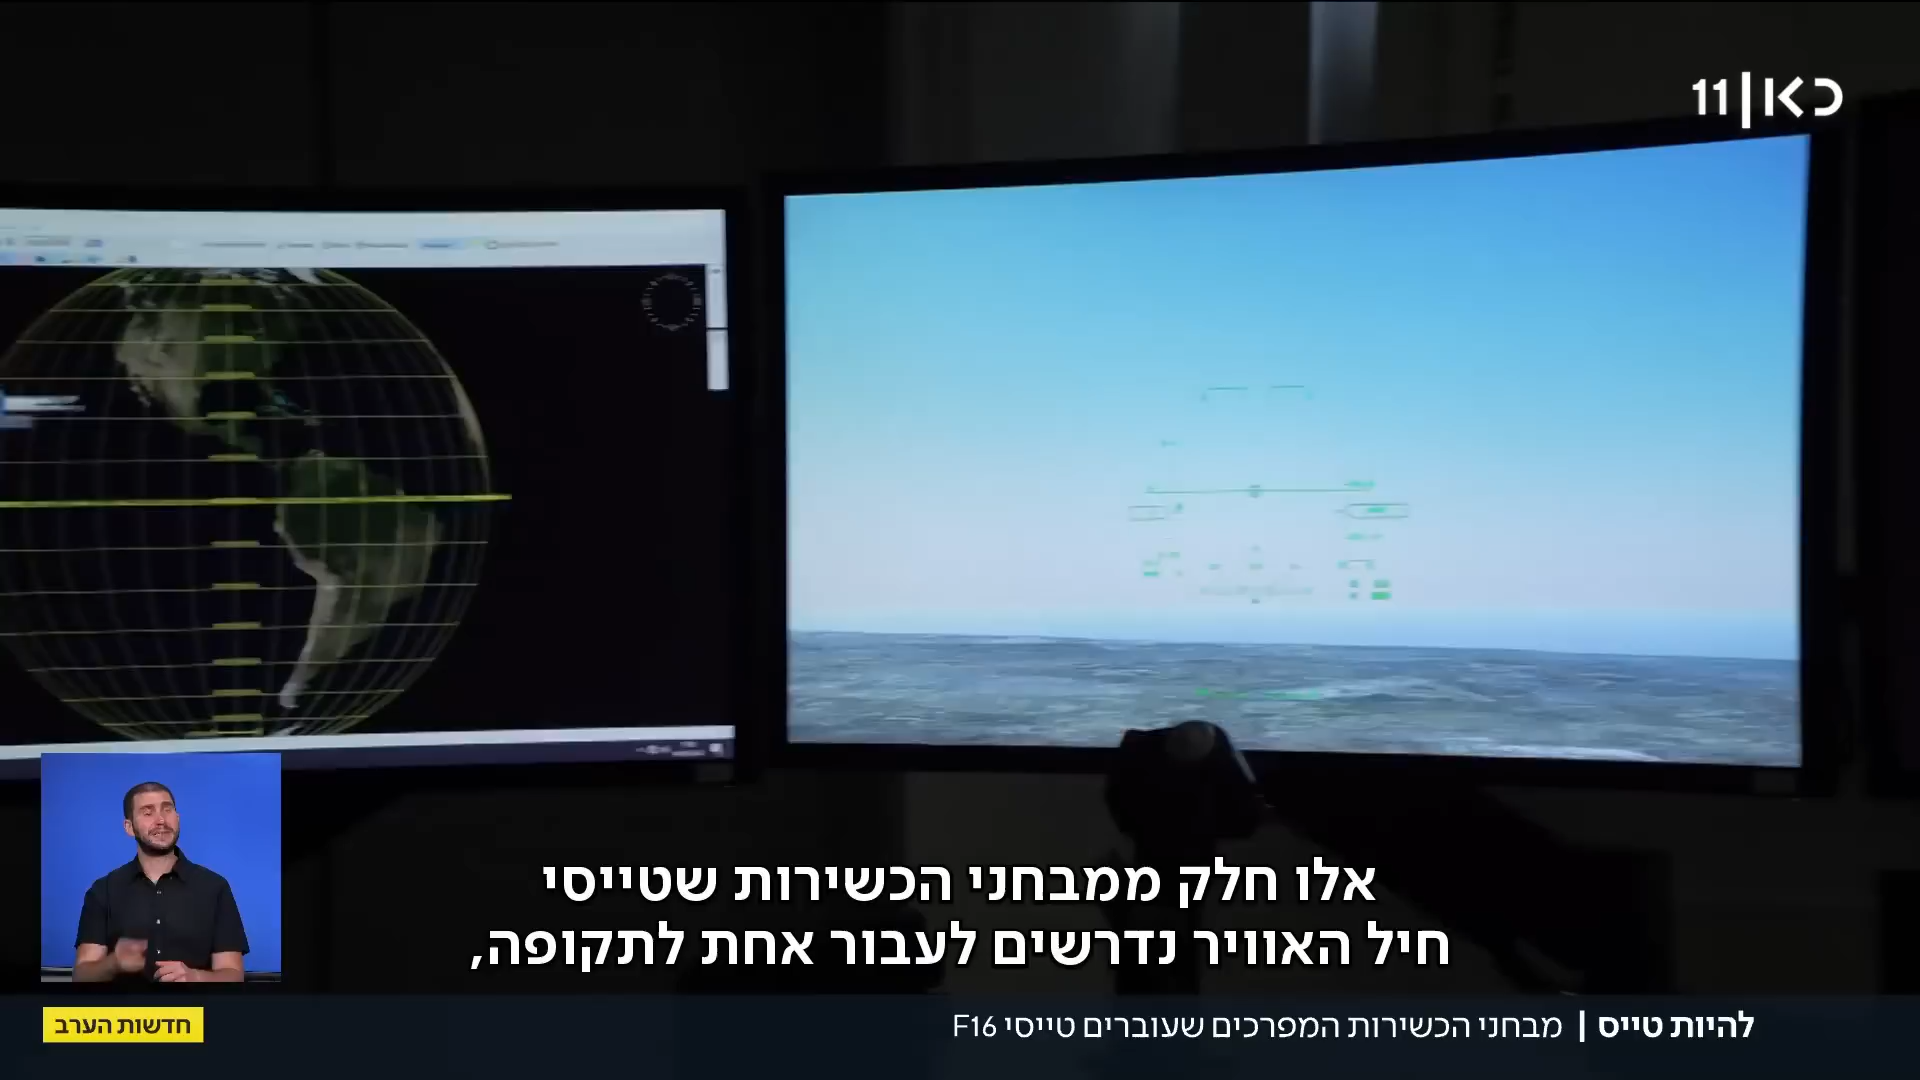 כאן 11
אלו חלק ממבחני הכשירות שטייסי
חיל האוויר נדרשים לעבור אחת לתקופה,
להיות טייס | מבחני הכשירות המפרכים שעוברים טייסי F16
חדשות הערב